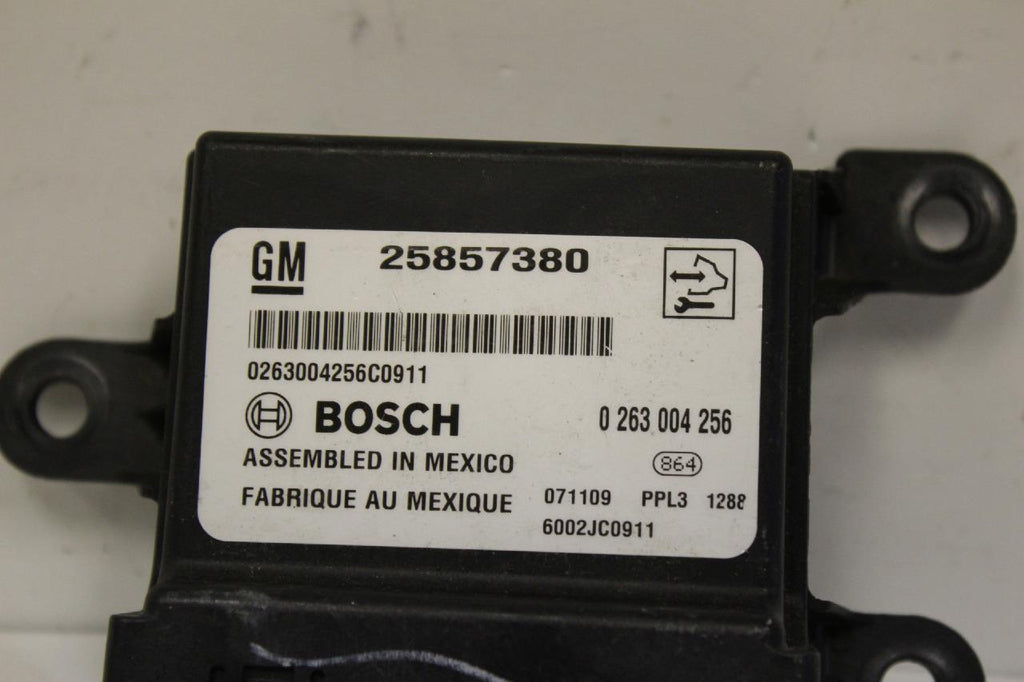 GM 25857380
0263004256C0911
BOSCH 0 263 004 256
ASSEMBLED IN MEXICO 864
FABRIQUE AU MEXIQUE 071109 PPL3 1288
6002JC0911